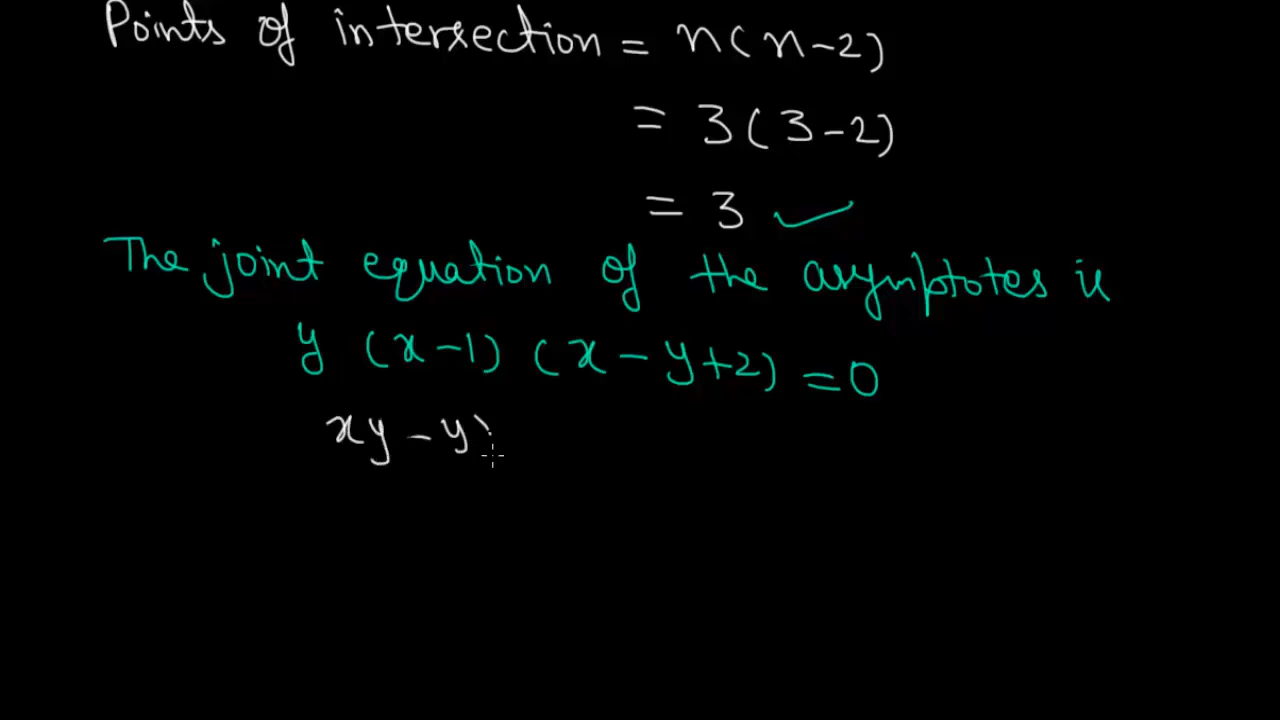 Points of intersection = n(n-2)
= 3(3-2)
= 3 ✓
The joint equation of the asymptotes is
y (x-1) (x-y+2) = 0
xy - y)